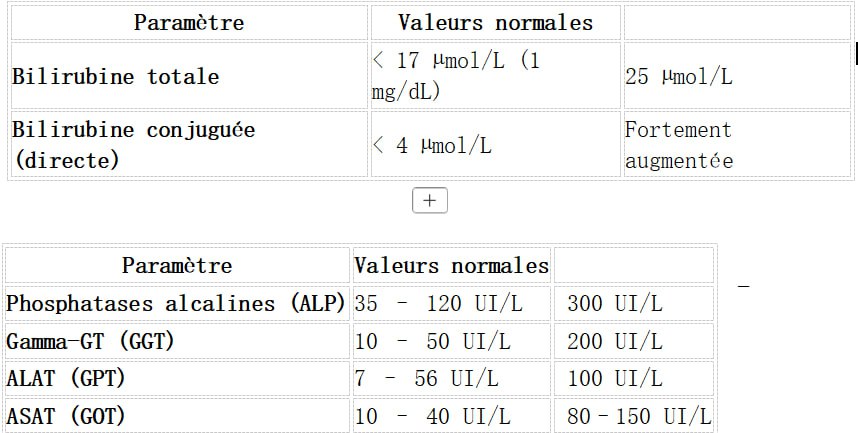 Paramètre Valeurs normales
Bilirubine totale < 17 μmol/L (1 mg/dL) 25 μmol/L
Bilirubine conjuguée (directe) < 4 μmol/L Fortement augmentée
+
Paramètre Valeurs normales
Phosphatases alcalines (ALP) 35 – 120 UI/L 300 UI/L
Gamma-GT (GGT) 10 – 50 UI/L 200 UI/L
ALAT (GPT) 7 – 56 UI/L 100 UI/L
ASAT (GOT) 10 – 40 UI/L 80–150 UI/L